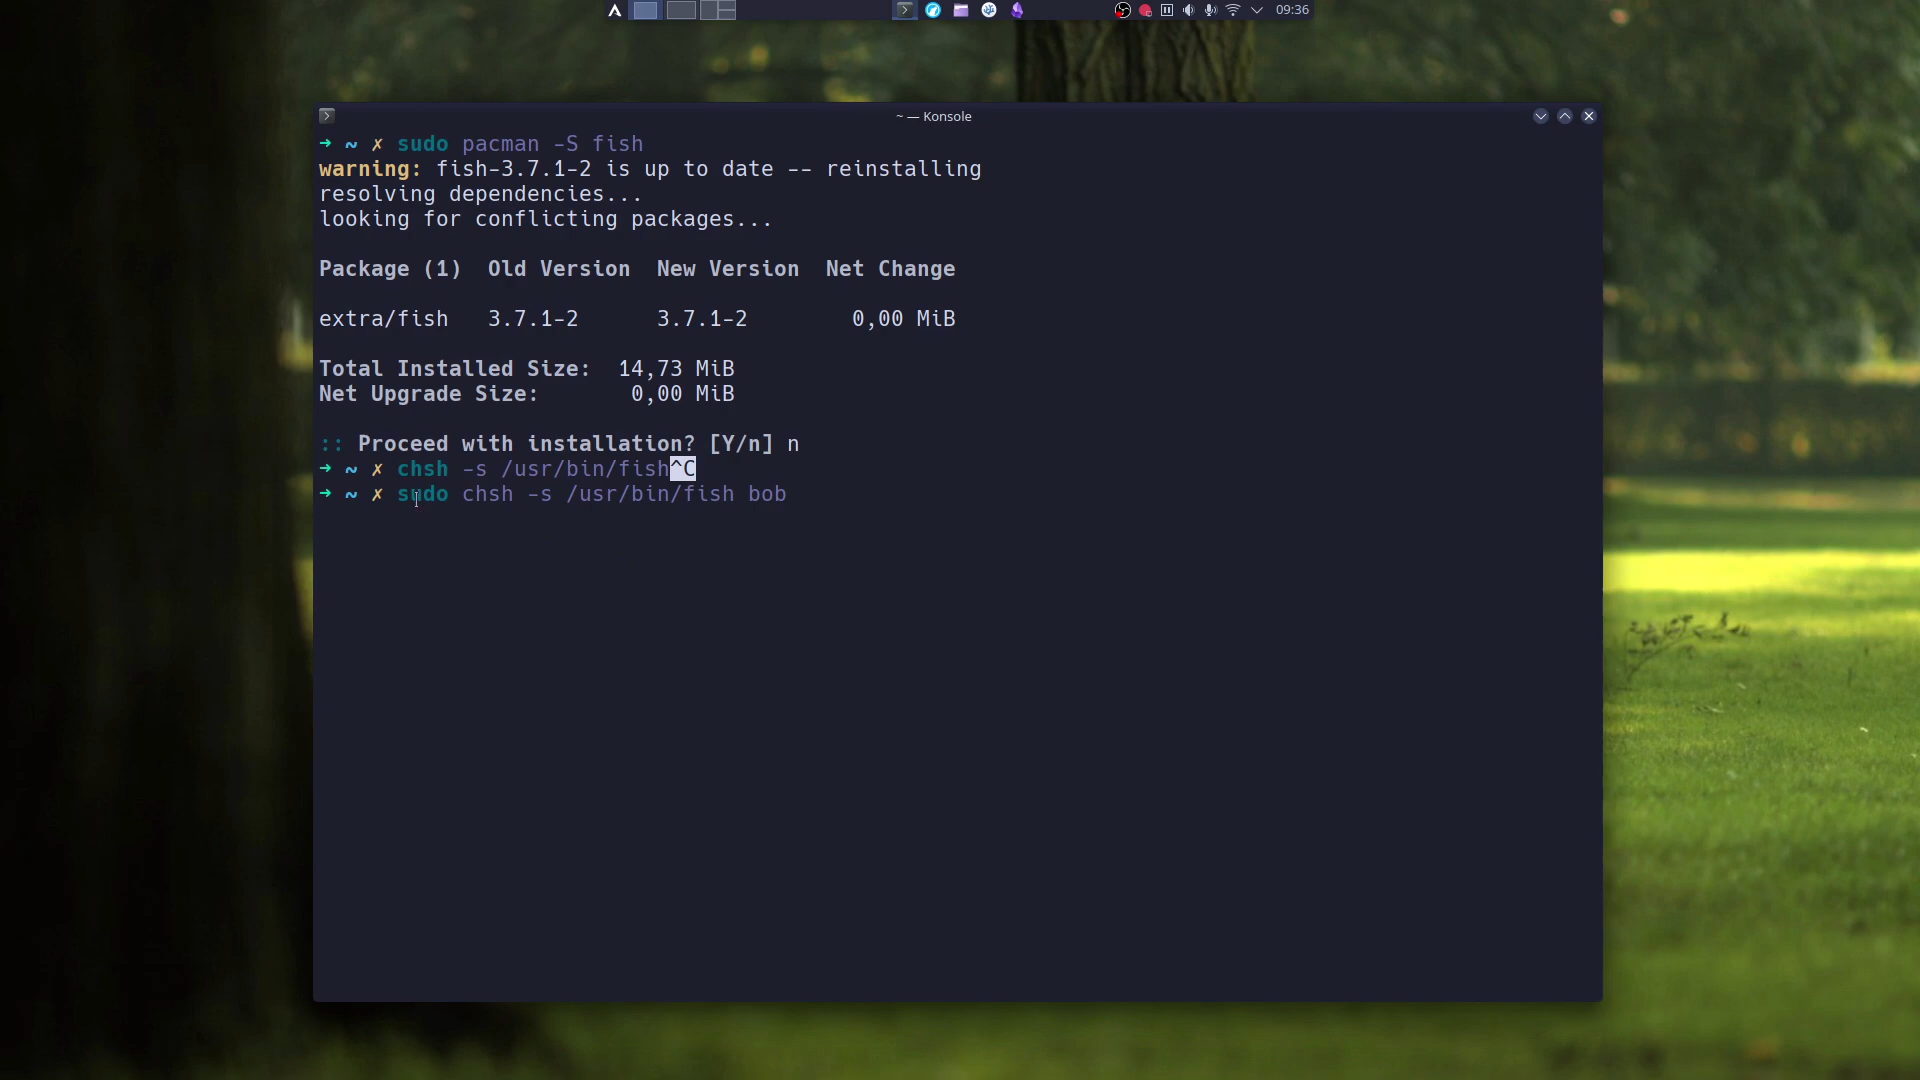 09:36
~ — Konsole
➜ ~ ✗ sudo pacman -S fish
warning: fish-3.7.1-2 is up to date -- reinstalling
resolving dependencies...
looking for conflicting packages...
Package (1)  Old Version  New Version  Net Change
extra/fish   3.7.1-2      3.7.1-2        0,00 MiB
Total Installed Size:  14,73 MiB
Net Upgrade Size:       0,00 MiB
:: Proceed with installation? [Y/n] n
➜ ~ ✗ chsh -s /usr/bin/fish^C
➜ ~ ✗ sudo chsh -s /usr/bin/fish bob